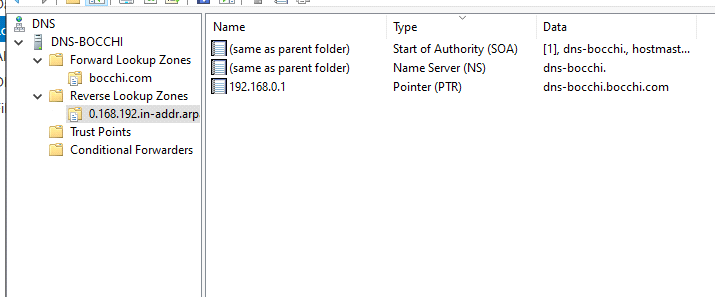 DNS
DNS-BOCCHI
Forward Lookup Zones
bocchi.com
Reverse Lookup Zones
0.168.192.in-addr.arp
Trust Points
Conditional Forwarders
Name Type Data
(same as parent folder) Start of Authority (SOA) [1], dns-bocchi., hostmast...
(same as parent folder) Name Server (NS) dns-bocchi.
192.168.0.1 Pointer (PTR) dns-bocchi.bocchi.com